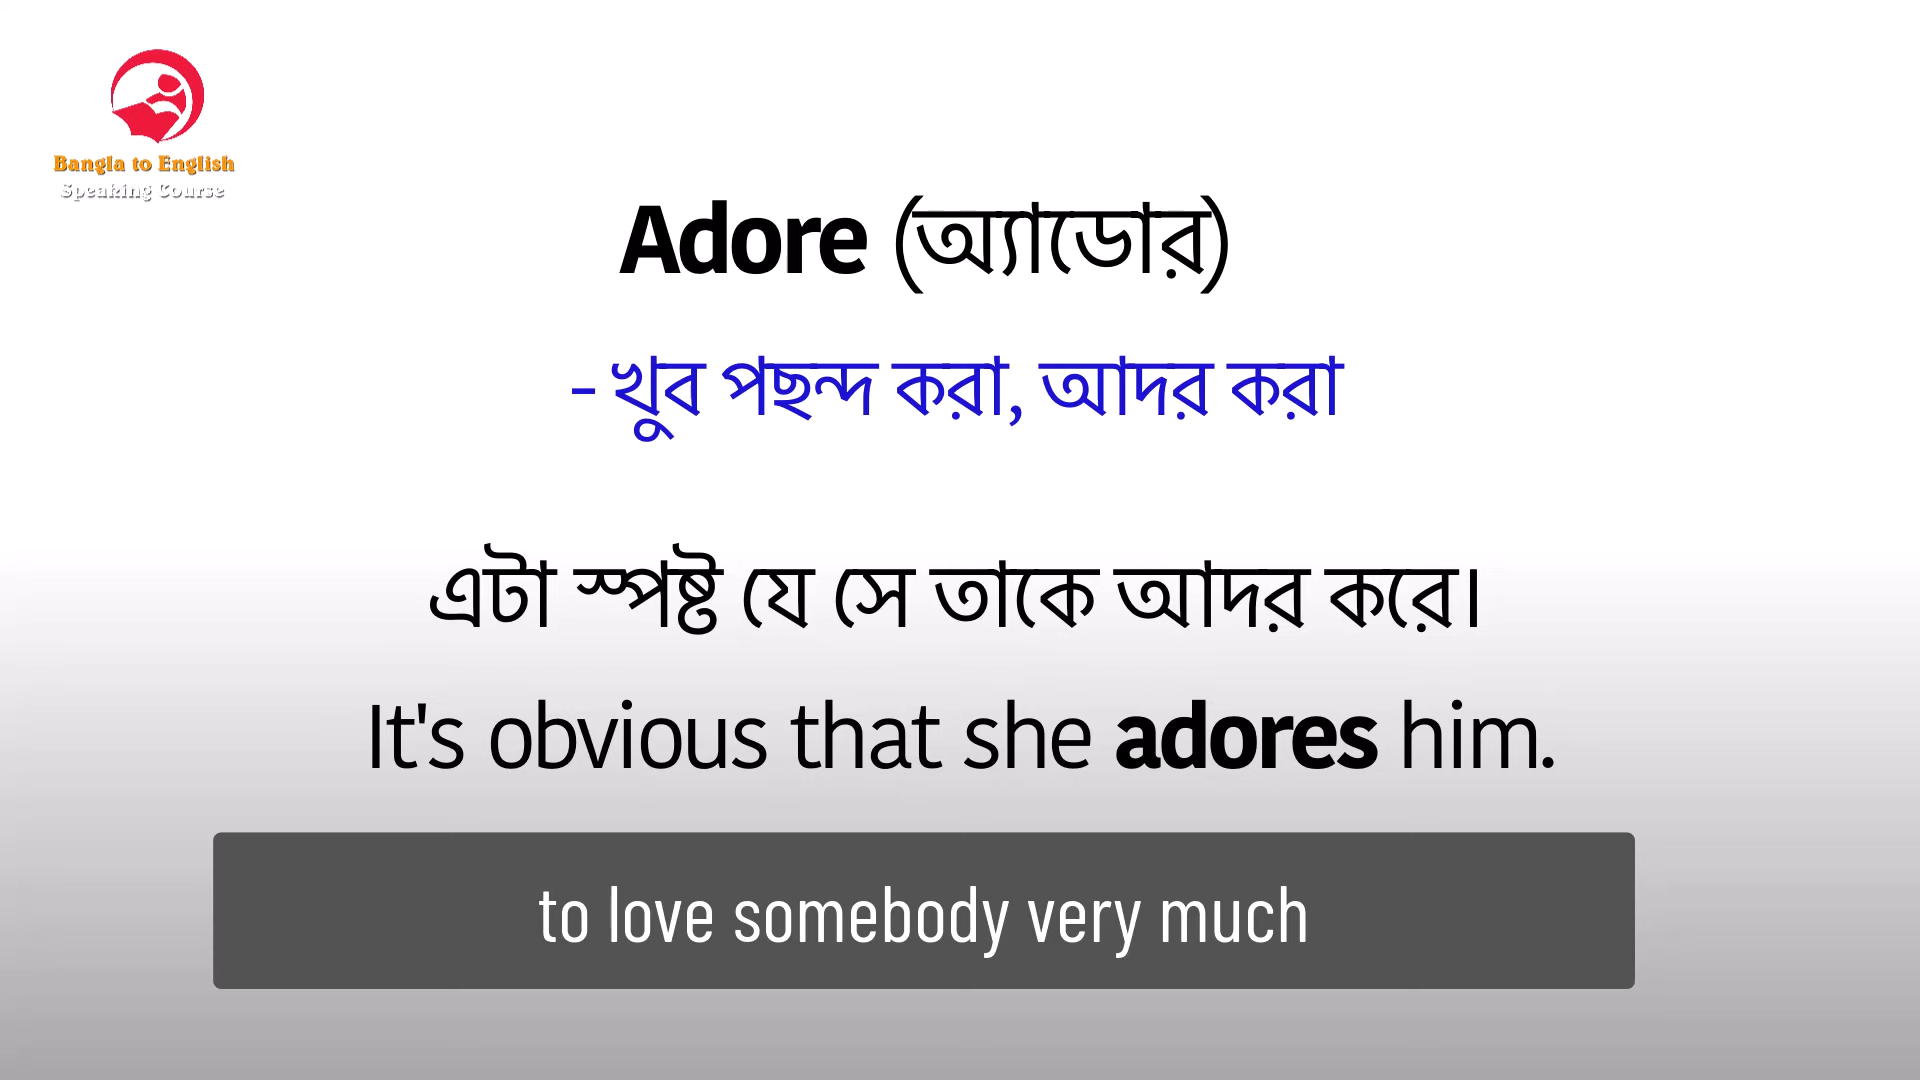 Bangla to English
Speaking Course
Adore (অ্যাডোর)
- খুব পছন্দ করা, আদর করা
এটা স্পষ্ট যে সে তাকে আদর করে।
It's obvious that she adores him.
to love somebody very much